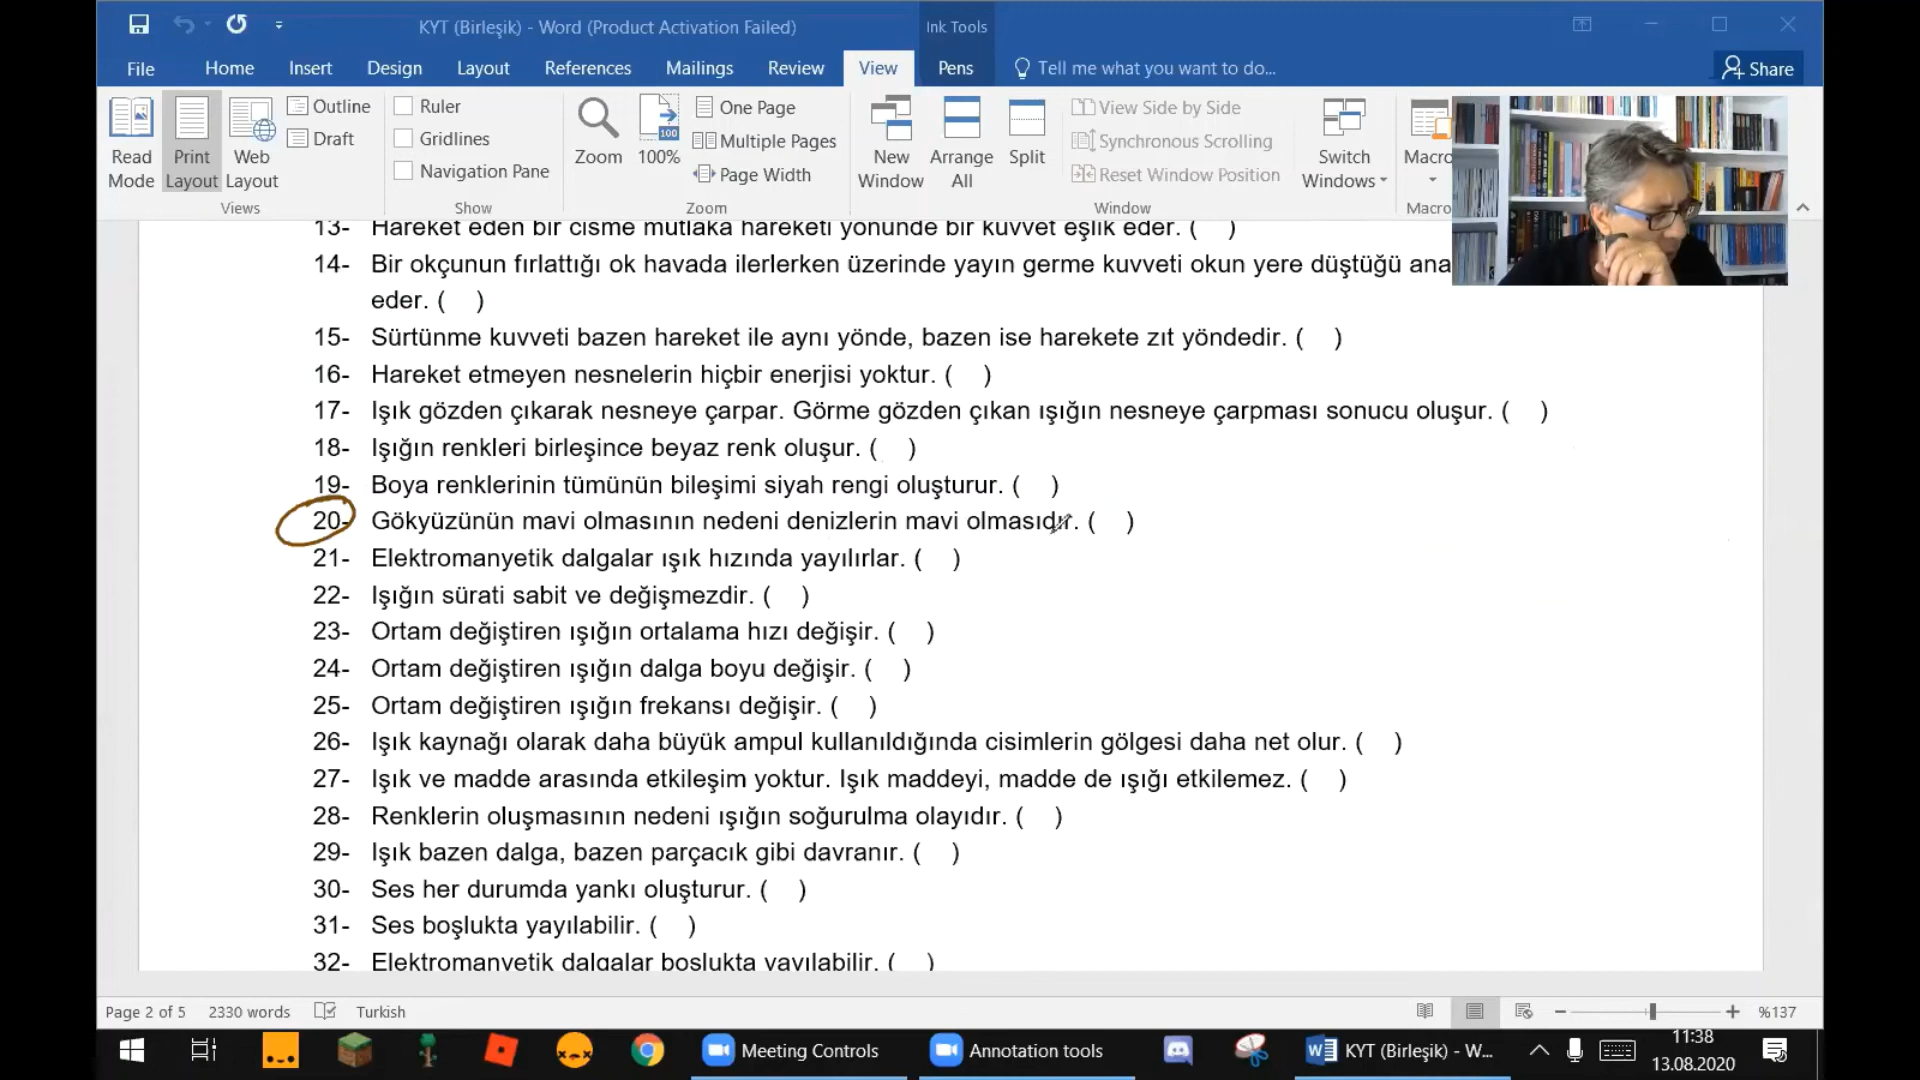 KYT (Birleşik) - Word (Product Activation Failed)
Ink Tools
File Home Insert Design Layout References Mailings Review View Pens Tell me what you want to do... Share
Read Mode
Print Layout
Web Layout
Outline
Draft
Views
Ruler
Gridlines
Navigation Pane
Show
Zoom
100
100%
One Page
Multiple Pages
Page Width
Zoom
New Window
Arrange All
Split
View Side by Side
Synchronous Scrolling
Reset Window Position
Window
Switch Windows
Macro
Macro
13- Hareket eden bir cisme mutlaka hareketi yönünde bir kuvvet eşlik eder. ( )
14- Bir okçunun fırlattığı ok havada ilerlerken üzerinde yayın germe kuvveti okun yere düştüğü ana
eder. ( )
15- Sürtünme kuvveti bazen hareket ile aynı yönde, bazen ise harekete zıt yöndedir. ( )
16- Hareket etmeyen nesnelerin hiçbir enerjisi yoktur. ( )
17- Işık gözden çıkarak nesneye çarpar. Görme gözden çıkan ışığın nesneye çarpması sonucu oluşur. ( )
18- Işığın renkleri birleşince beyaz renk oluşur. ( )
19- Boya renklerinin tümünün bileşimi siyah rengi oluşturur. ( )
20- Gökyüzünün mavi olmasının nedeni denizlerin mavi olmasıdır. ( )
21- Elektromanyetik dalgalar ışık hızında yayılırlar. ( )
22- Işığın sürati sabit ve değişmezdir. ( )
23- Ortam değiştiren ışığın ortalama hızı değişir. ( )
24- Ortam değiştiren ışığın dalga boyu değişir. ( )
25- Ortam değiştiren ışığın frekansı değişir. ( )
26- Işık kaynağı olarak daha büyük ampul kullanıldığında cisimlerin gölgesi daha net olur. ( )
27- Işık ve madde arasında etkileşim yoktur. Işık maddeyi, madde de ışığı etkilemez. ( )
28- Renklerin oluşmasının nedeni ışığın soğurulma olayıdır. ( )
29- Işık bazen dalga, bazen parçacık gibi davranır. ( )
30- Ses her durumda yankı oluşturur. ( )
31- Ses boşlukta yayılabilir. ( )
32- Elektromanyetik dalgalar boşlukta yayılabilir. ( )
Page 2 of 5 2330 words Turkish %137
Meeting Controls Annotation tools KYT (Birleşik) - W... 11:38
13.08.2020